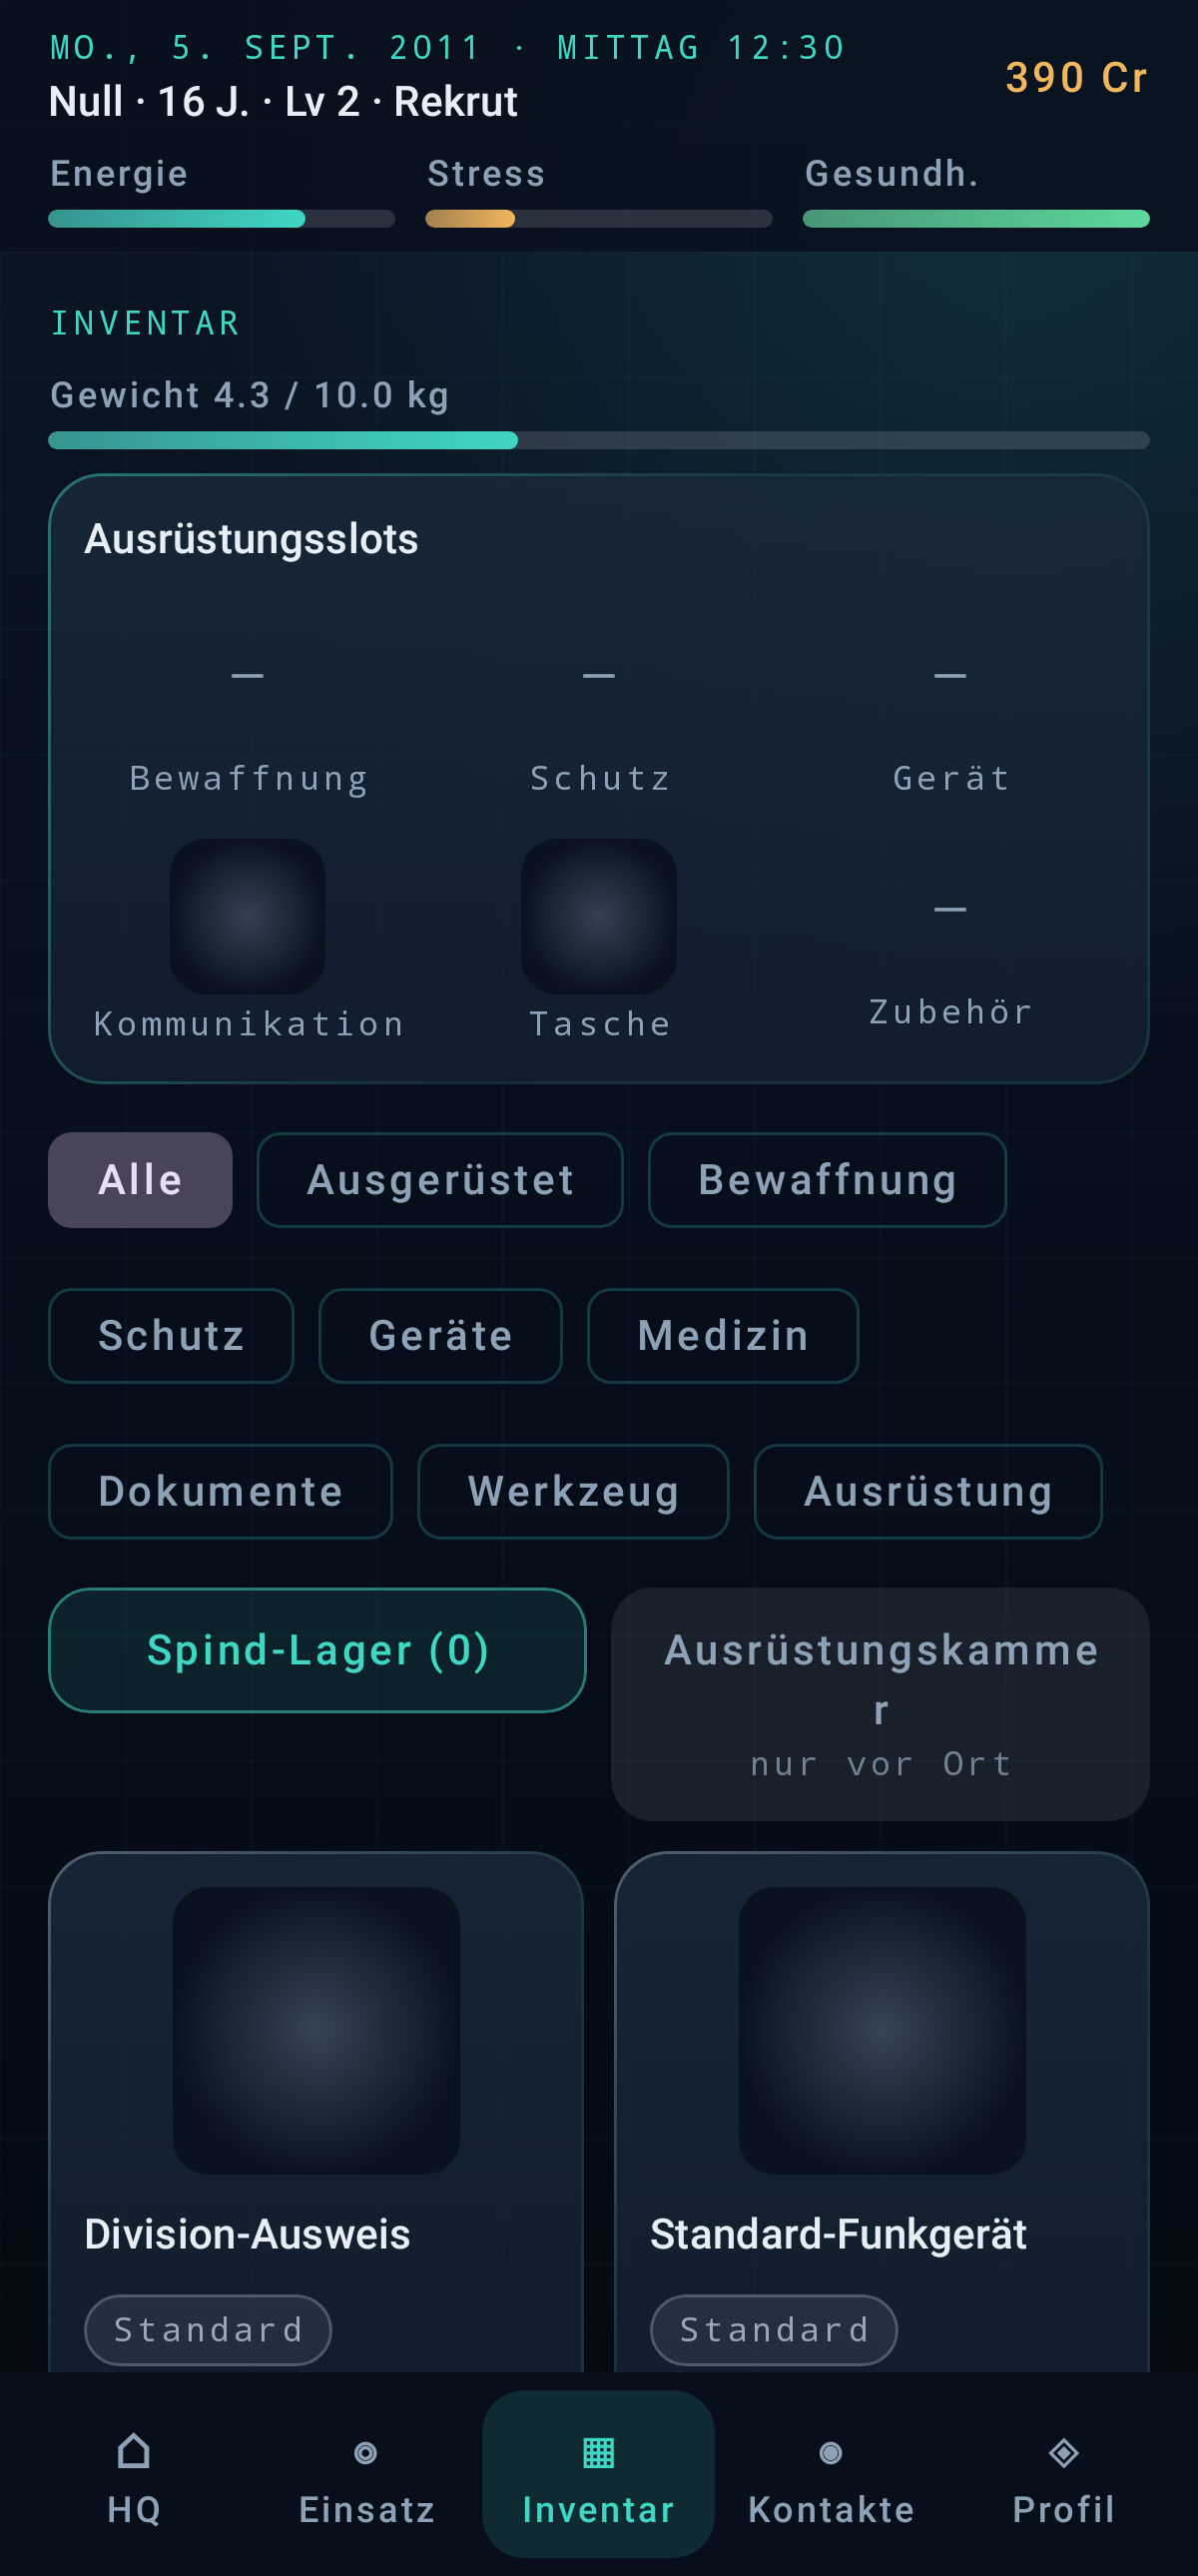 MO., 5. SEPT. 2011 · MITTAG 12:30
Null · 16 J. · Lv 2 · Rekrut
390 Cr
Energie
Stress
Gesundh.
INVENTAR
Gewicht 4.3 / 10.0 kg
Ausrüstungsslots
— — —
Bewaffnung Schutz Gerät
—
Kommunikation Tasche Zubehör
Alle Ausgerüstet Bewaffnung
Schutz Geräte Medizin
Dokumente Werkzeug Ausrüstung
Spind-Lager (0)
Ausrüstungskamme
r
nur vor Ort
Division-Ausweis
Standard
Standard-Funkgerät
Standard
HQ Einsatz Inventar Kontakte Profil